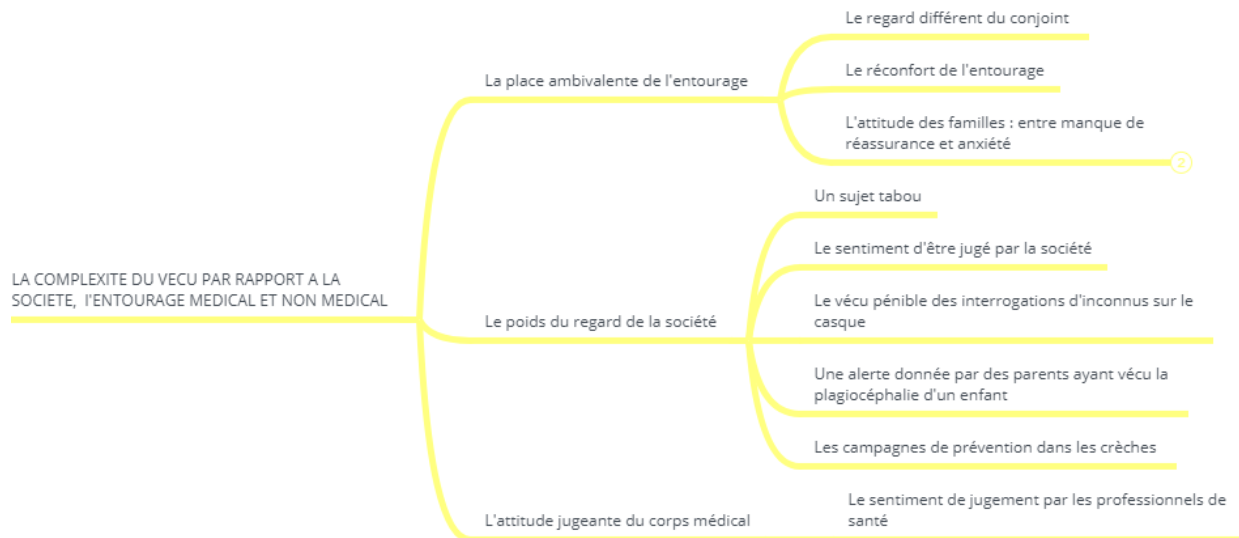 LA COMPLEXITE DU VECU PAR RAPPORT A LA
SOCIETE, l'ENTOURAGE MEDICAL ET NON MEDICAL
La place ambivalente de l'entourage
Le regard différent du conjoint
Le réconfort de l'entourage
L'attitude des familles : entre manque de
réassurance et anxiété
2
Le poids du regard de la société
Un sujet tabou
Le sentiment d'être jugé par la société
Le vécu pénible des interrogations d'inconnus sur le
casque
Une alerte donnée par des parents ayant vécu la
plagiocéphalie d'un enfant
Les campagnes de prévention dans les crèches
L'attitude jugeante du corps médical
Le sentiment de jugement par les professionnels de
santé